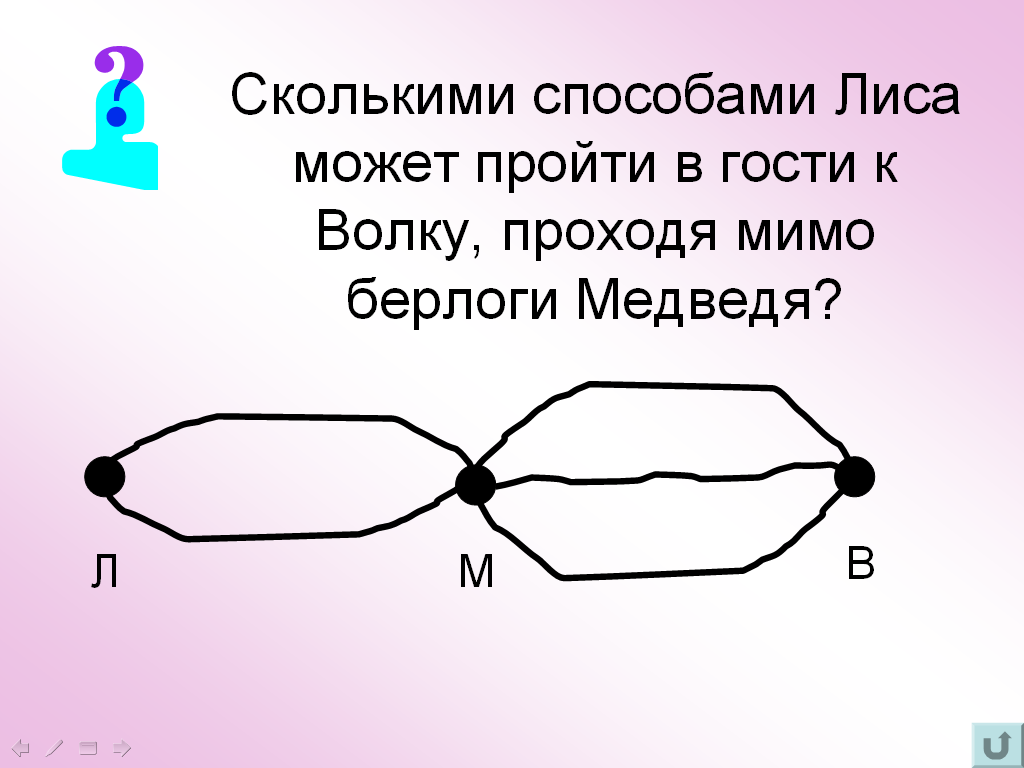 ?
Сколькими способами Лиса
может пройти в гости к
Волку, проходя мимо
берлоги Медведя?
Л
М
В